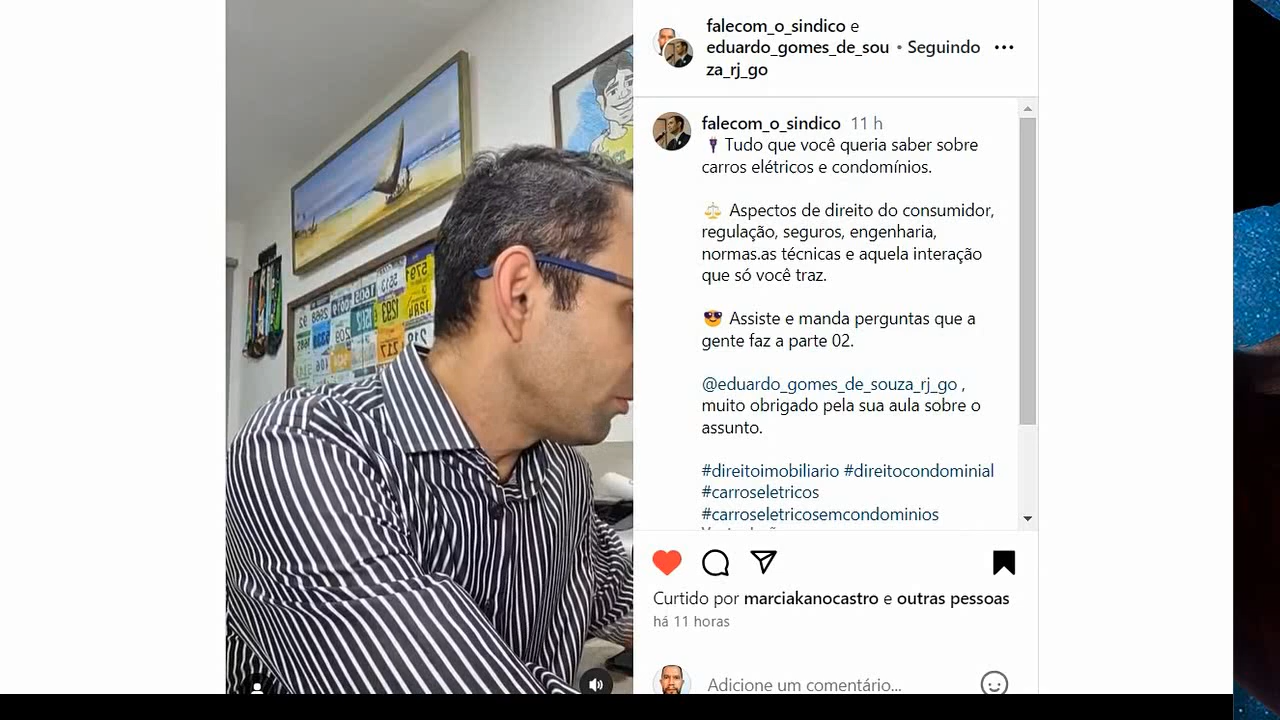 falecom_o_sindico e
eduardo_gomes_de_sou • Seguindo
za_rj_go
falecom_o_sindico 11 h
Tudo que você queria saber sobre
carros elétricos e condomínios.
Aspectos de direito do consumidor,
regulação, seguros, engenharia,
normas.as técnicas e aquela interação
que só você traz.
Assiste e manda perguntas que a
gente faz a parte 02.
@eduardo_gomes_de_souza_rj_go ,
muito obrigado pela sua aula sobre o
assunto.
#direitoimobiliario #direitocondominial
#carroseletricos
#carroseletricosemcondominios
Curtido por marciakanocastro e outras pessoas
há 11 horas
Adicione um comentário...